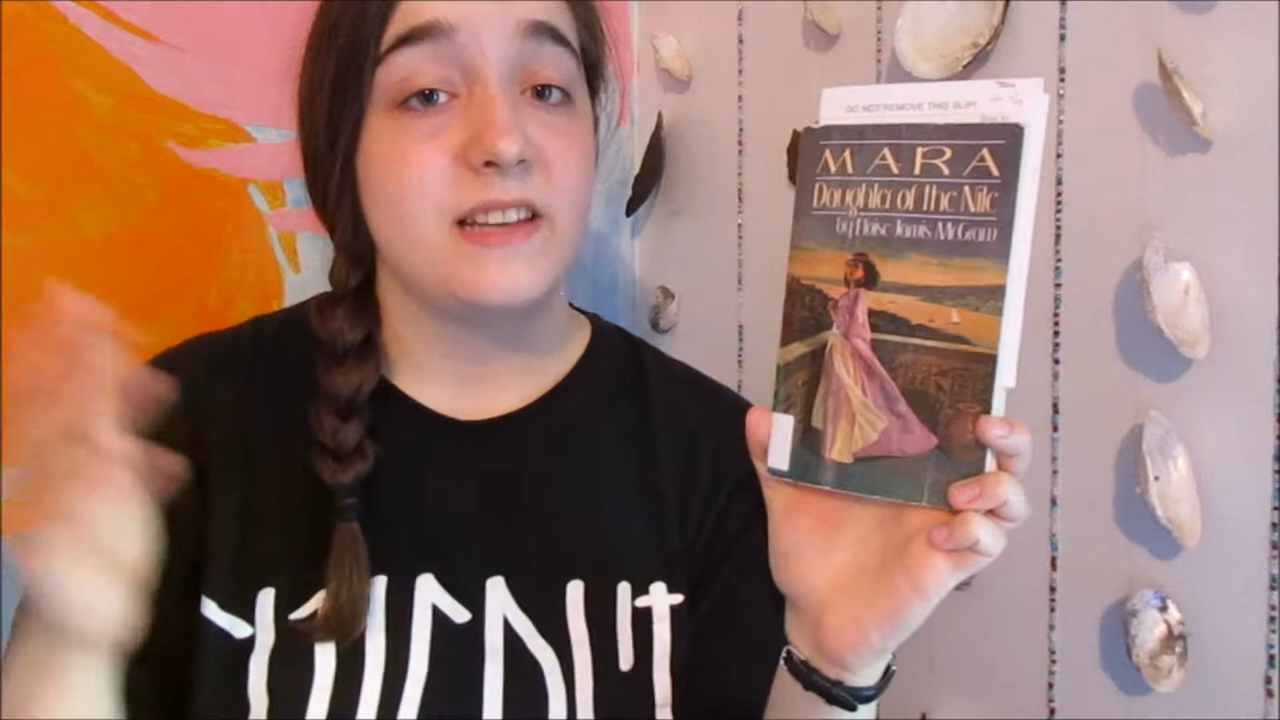 DO NOT REMOVE THIS SLIP!
MARA
Daughter of the Nile
by Eloise Jarvis McGraw